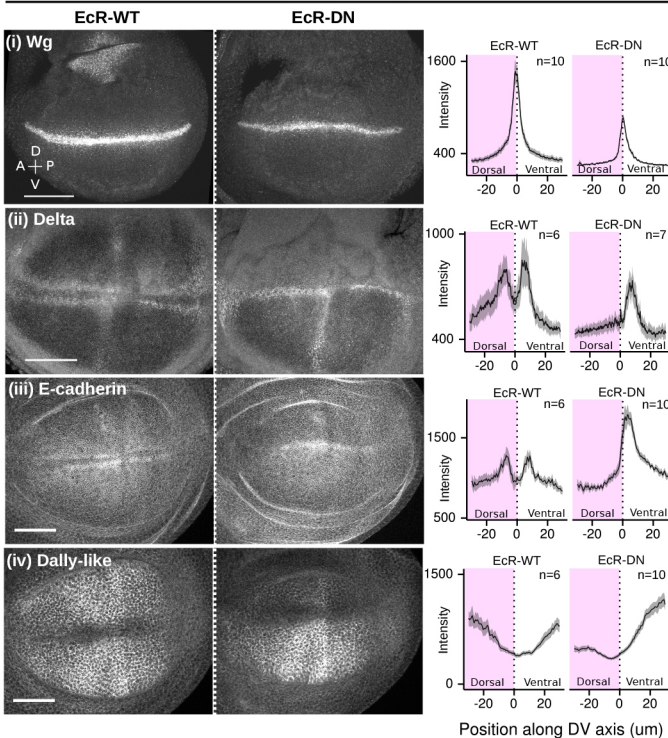 EcR-WT EcR-DN
(i) Wg
D
A P
V
EcR-WT EcR-DN
1600 n=10 n=10
Intensity
400
Dorsal Ventral Dorsal Ventral
-20 0 20 -20 0 20
(ii) Delta
EcR-WT EcR-DN
1000 n=6 n=7
Intensity
400
Dorsal Ventral Dorsal Ventral
-20 0 20 -20 0 20
(iii) E-cadherin
EcR-WT EcR-DN
n=6 n=10
1500
Intensity
500
Dorsal Ventral Dorsal Ventral
-20 0 20 -20 0 20
(iv) Dally-like
EcR-WT EcR-DN
1500 n=6 n=10
Intensity
0
Dorsal Ventral Dorsal Ventral
-20 0 20 -20 0 20
Position along DV axis (um)